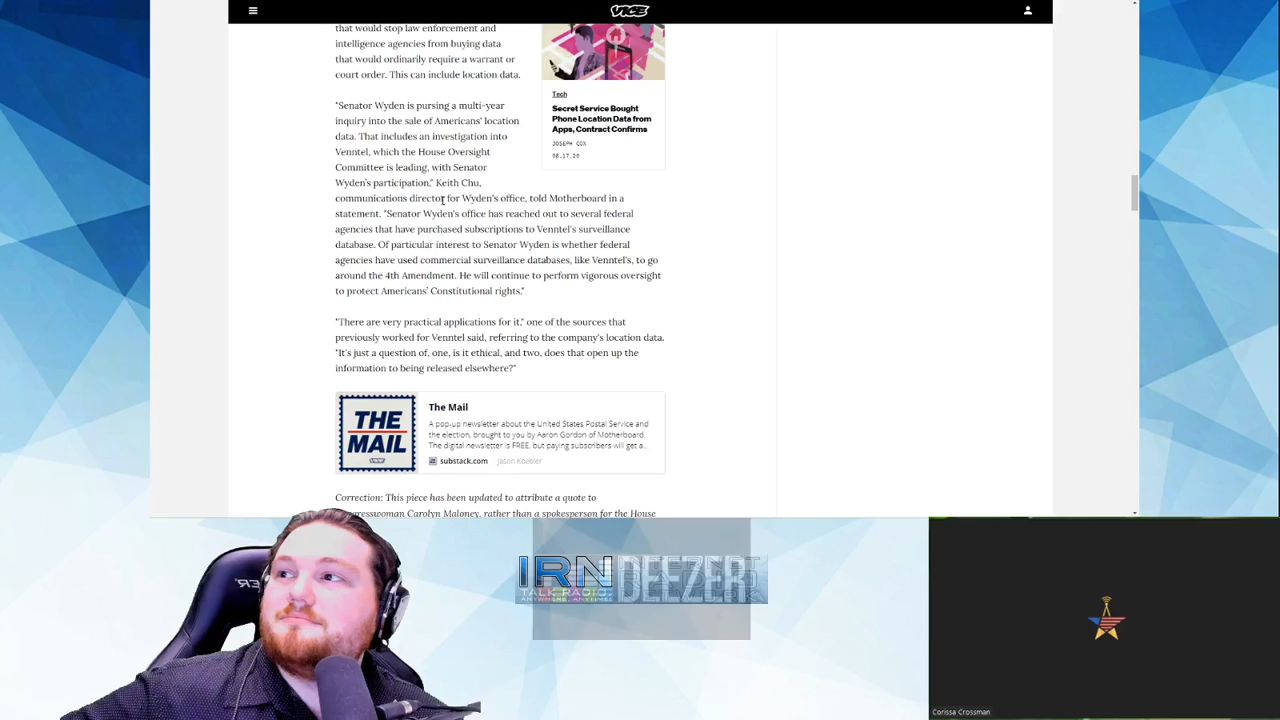 VICE
that would stop law enforcement and
intelligence agencies from buying data
that would ordinarily require a warrant or
court order. This can include location data.
"Senator Wyden is pursing a multi-year
inquiry into the sale of Americans' location
data. That includes an investigation into
Venntel, which the House Oversight
Committee is leading, with Senator
Wyden's participation," Keith Chu,
communications director for Wyden's office, told Motherboard in a
statement. "Senator Wyden's office has reached out to several federal
agencies that have purchased subscriptions to Venntel's surveillance
database. Of particular interest to Senator Wyden is whether federal
agencies have used commercial surveillance databases, like Venntel's, to go
around the 4th Amendment. He will continue to perform vigorous oversight
to protect Americans' Constitutional rights."
Tech
Secret Service Bought
Phone Location Data from
Apps, Contract Confirms
JOSEPH COX
08.17.20
"There are very practical applications for it," one of the sources that
previously worked for Venntel said, referring to the company's location data.
"It's just a question of, one, is it ethical, and two, does that open up the
information to being released elsewhere?"
THE
MAIL
VICE
The Mail
A pop-up newsletter about the United States Postal Service and
the election, brought to you by Aaron Gordon of Motherboard.
The digital newsletter is FREE, but paying subscribers will get a...
substack.com Jason Koebler
Correction: This piece has been updated to attribute a quote to
Congresswoman Carolyn Maloney, rather than a spokesperson for the House
IRN
TALK RADIO.
ANYWHERE, ANYTIME.
DEEZERT
NETWORK
Corissa Crossman